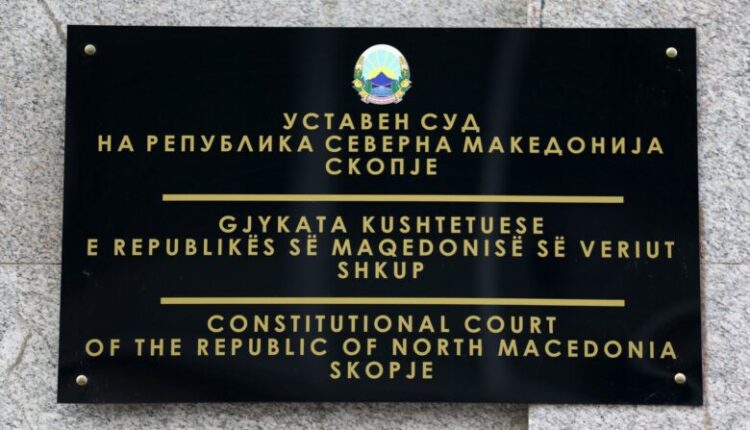 УСТАВЕН СУД
НА РЕПУБЛИКА СЕВЕРНА МАКЕДОНИЈА
СКОПЈЕ
GJYKATA KUSHTETUESE
E REPUBLIKËS SË MAQEDONISË SË VERIUT
SHKUP
CONSTITUTIONAL COURT
OF THE REPUBLIC OF NORTH MACEDONIA
SKOPJE